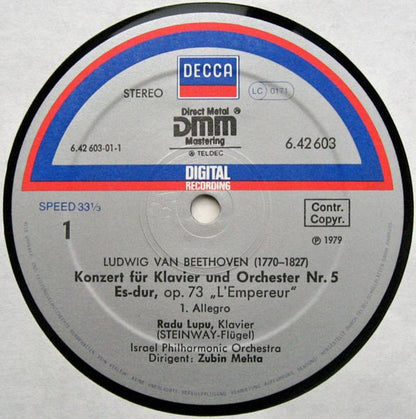 DECCA
STEREO
LC 0171
Direct Metal
DMM
Mastering
℗ TELDEC
6.42 603-01-1
6.42 603
DIGITAL
RECORDING
SPEED 33⅓
1
Contr.
Copyr.
℗ 1979
LUDWIG VAN BEETHOVEN (1770–1827)
Konzert für Klavier und Orchester Nr. 5
Es-dur, op. 73 „L'Empereur“
1. Allegro
Radu Lupu, Klavier
(STEINWAY-Flügel)
Israel Philharmonic Orchestra
Dirigent: Zubin Mehta